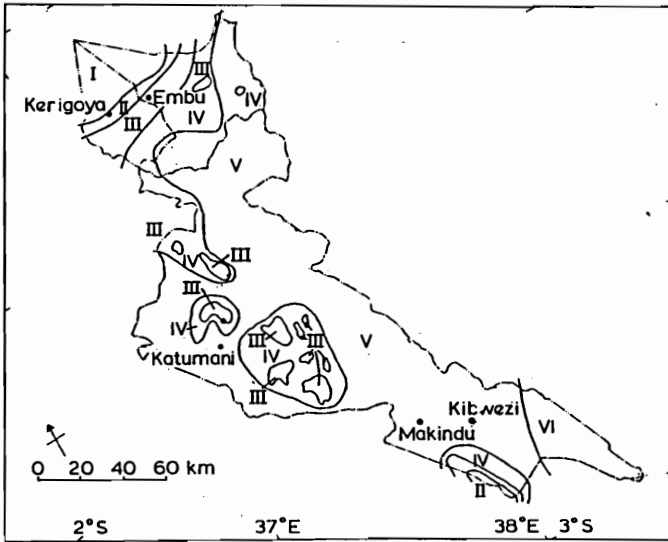 I
III
Kerigoya
II
Embu
III
IV
IV
V
III
IV
III
III
IV
Katumani
III
IV
III
V
III
Kibwezi
Makindu
VI
IV
II
0 20 40 60 km
2°S 37°E 38°E 3°S